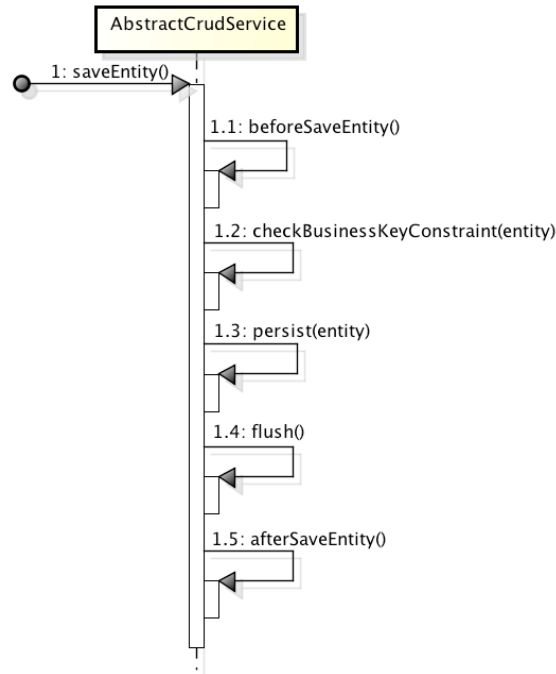 AbstractCrudService
1: saveEntity()
1.1: beforeSaveEntity()
1.2: checkBusinessKeyConstraint(entity)
1.3: persist(entity)
1.4: flush()
1.5: afterSaveEntity()